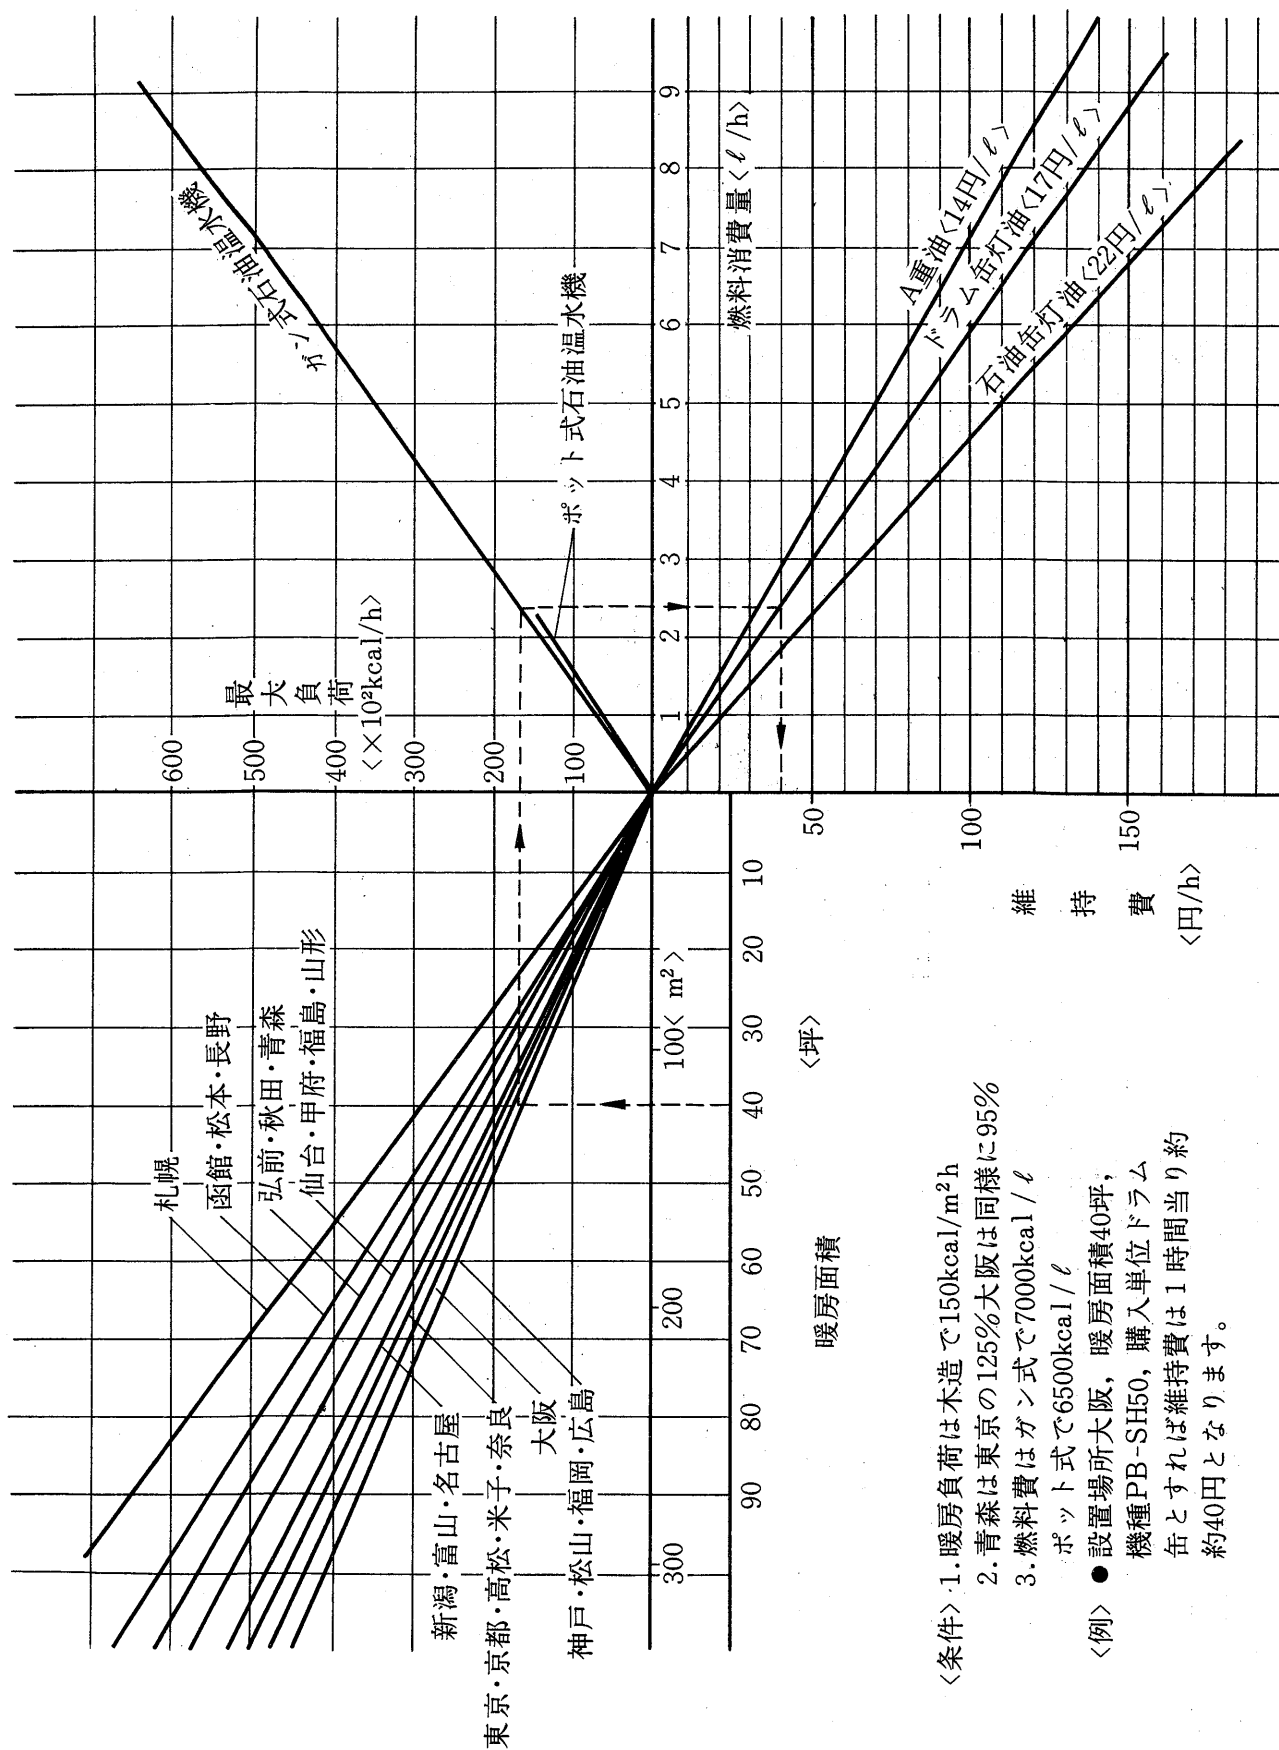 札幌
函館・松本・長野
弘前・秋田・青森
仙台・甲府・福島・山形
新潟・富山・名古屋
東京・京都・高松・米子・奈良
大阪
神戸・松山・福岡・広島
最大負荷
<×10²kcal/h>
600
500
400
300
200
100
ガン式石油温水機
ポット式石油温水機
1
2
3
4
5
6
7
8
9
燃料消費量<ℓ/h>
A重油<14円/ℓ>
ドラム缶灯油<17円/ℓ>
石油缶灯油<22円/ℓ>
300
200
100<m²>
90
80
70
60
50
40
30
20
10
<坪>
暖房面積
50
100
150
維持費
<円/h>
<条件>1.暖房負荷は木造で150kcal/m²h
2.青森は東京の125%大阪は同様に95%
3.燃料費はガン式で7000kcal/ℓ
ポット式で6500kcal/ℓ
<例>●設置場所大阪，暖房面積40坪，
機種PB-SH50，購入単位ドラム
缶とすれば維持費は1時間当り約
約40円となります。